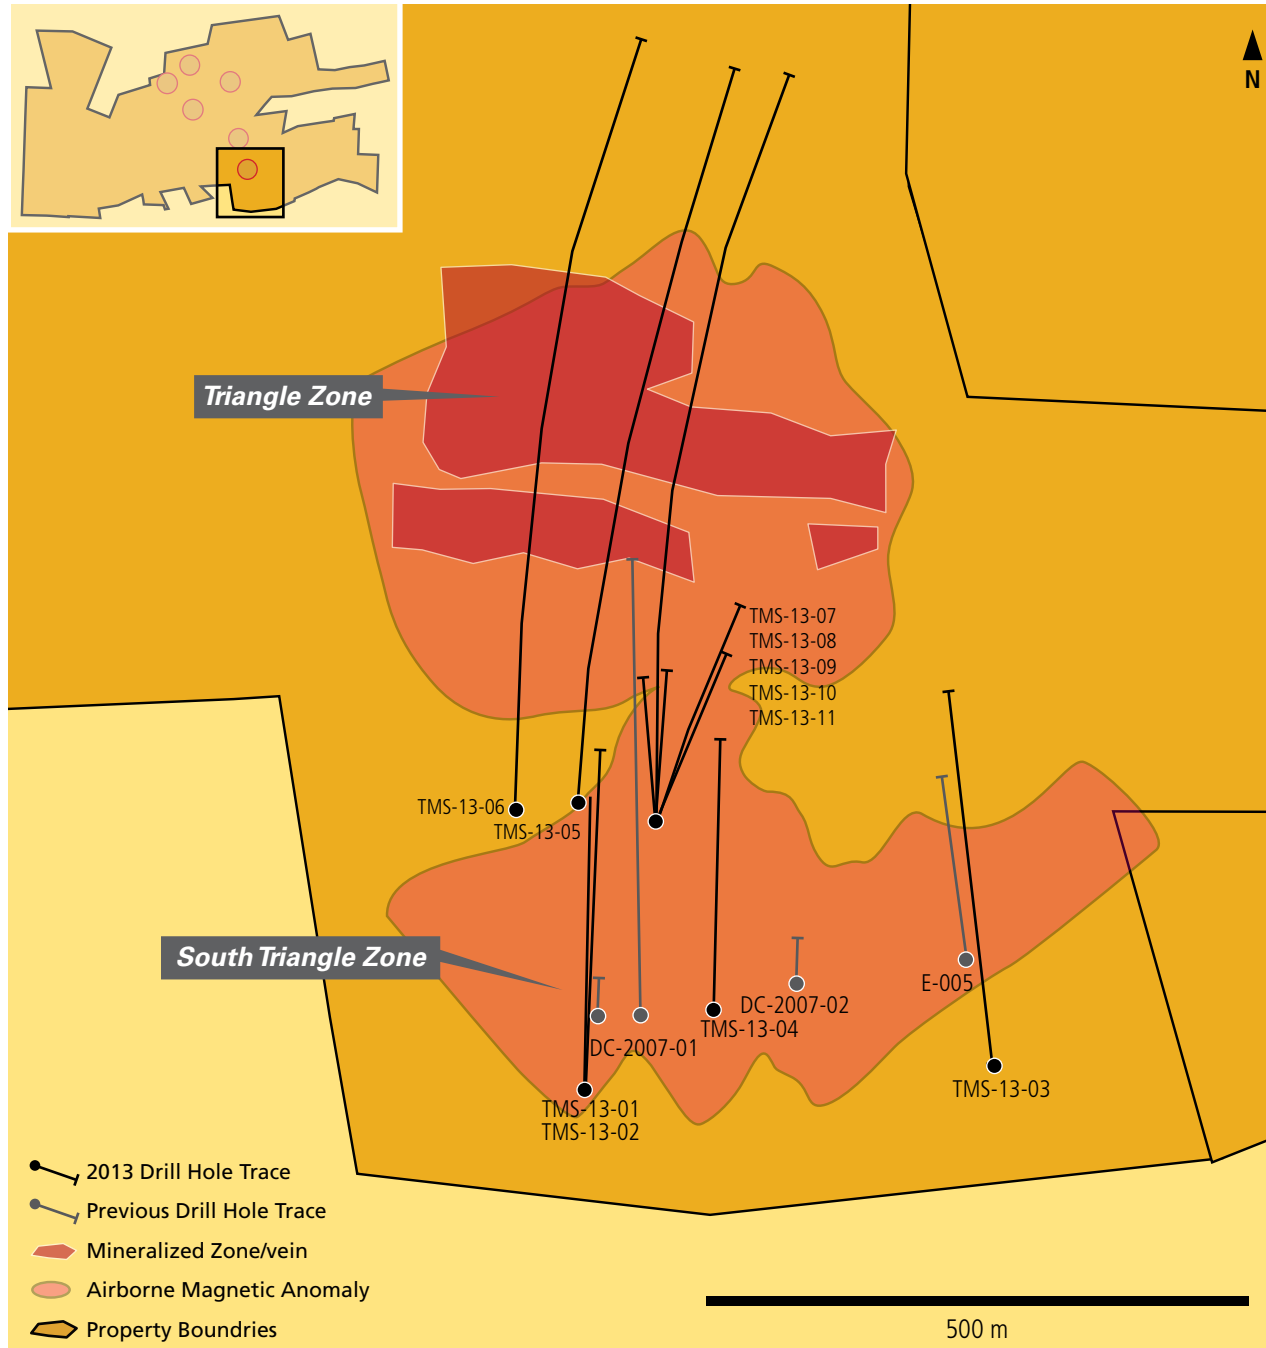 N
Triangle Zone
TMS-13-07
TMS-13-08
TMS-13-09
TMS-13-10
TMS-13-11
TMS-13-06
TMS-13-05
South Triangle Zone
E-005
DC-2007-02
TMS-13-04
DC-2007-01
TMS-13-03
TMS-13-01
TMS-13-02
2013 Drill Hole Trace
Previous Drill Hole Trace
Mineralized Zone/vein
Airborne Magnetic Anomaly
Property Boundries
500 m